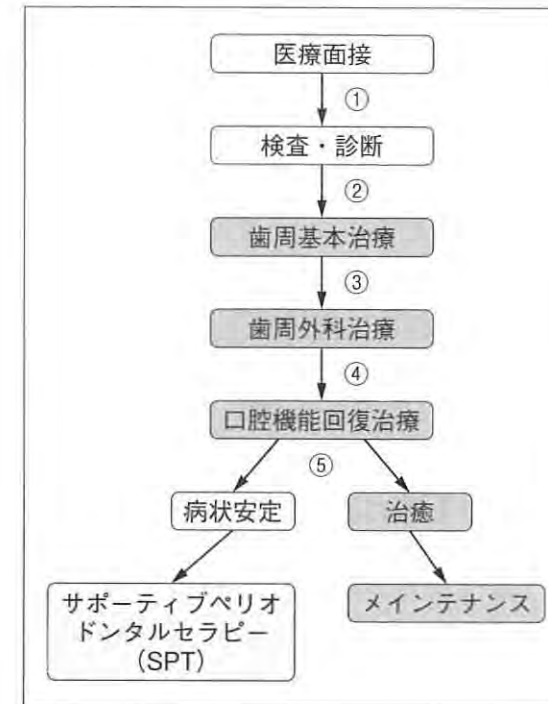 医療面接
①
検査・診断
②
歯周基本治療
③
歯周外科治療
④
口腔機能回復治療
⑤
病状安定
治癒
サポーティブペリオ
ドンタルセラピー
(SPT)
メインテナンス